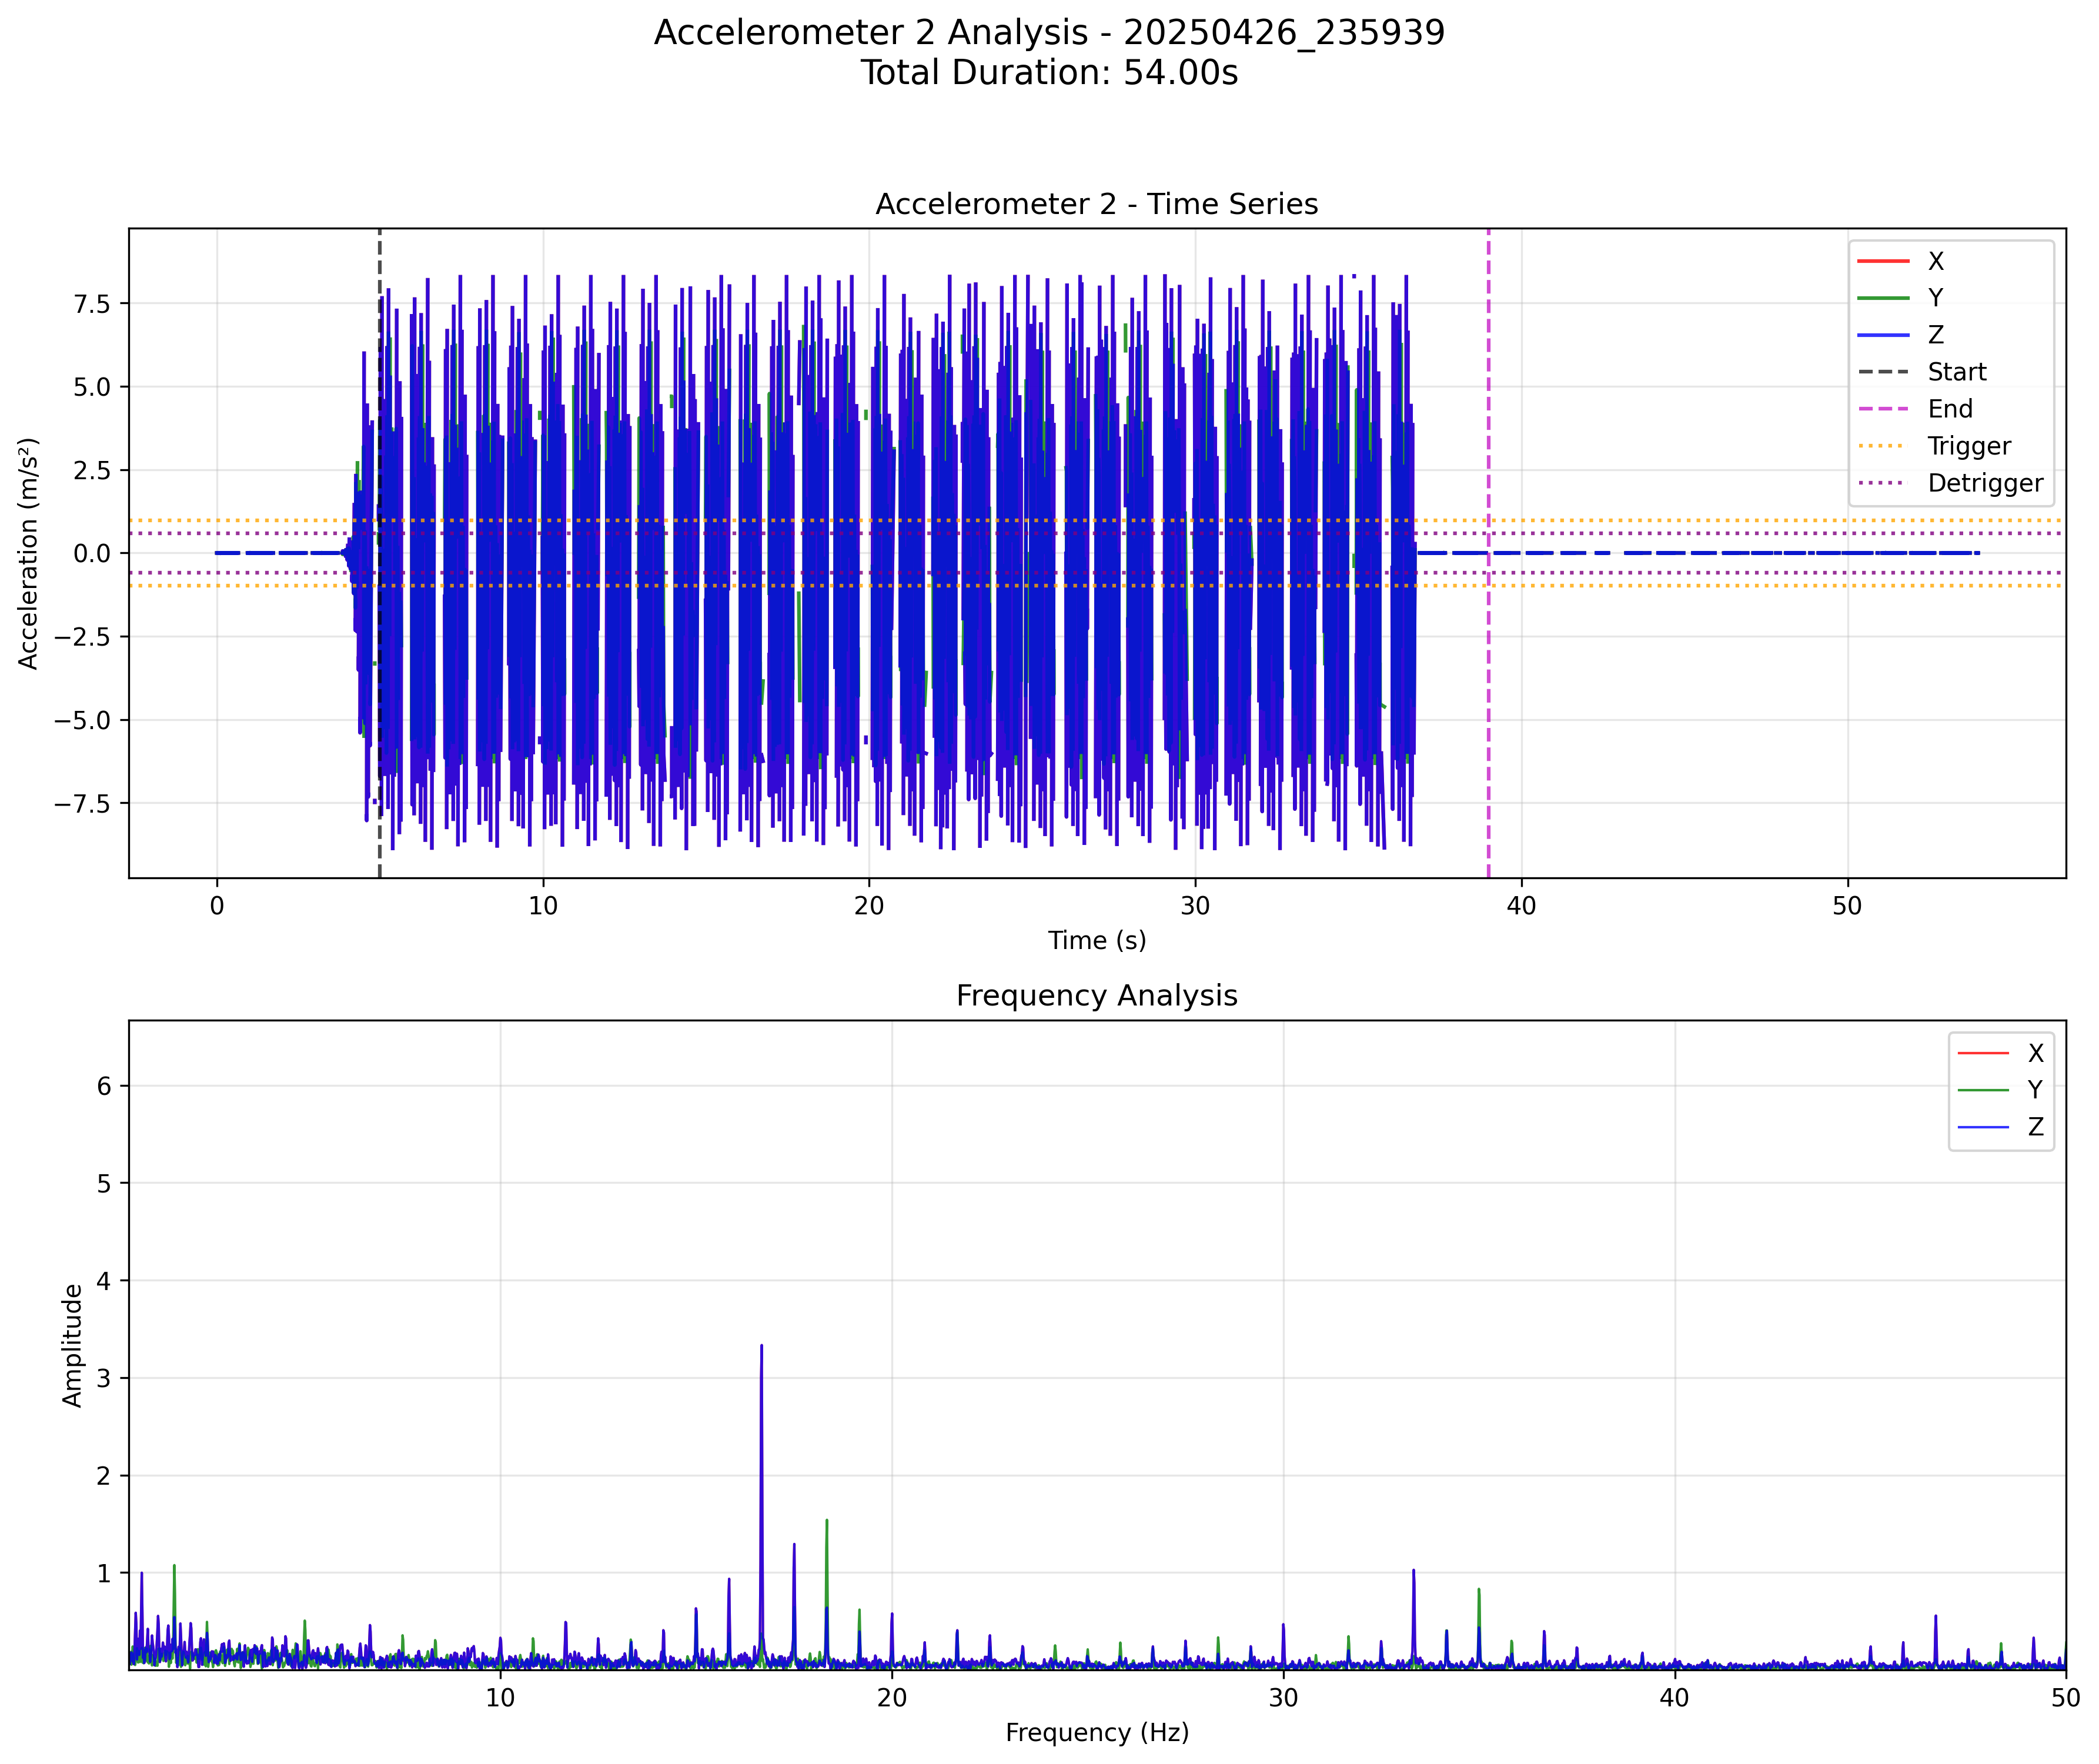 Accelerometer 2 Analysis - 20250426_235939
Total Duration: 54.00s
Accelerometer 2 - Time Series
Acceleration (m/s²)
7.5
5.0
2.5
0.0
−2.5
−5.0
−7.5
X
Y
Z
Start
End
Trigger
Detrigger
0 10 20 30 40 50
Time (s)
Frequency Analysis
Amplitude
6
5
4
3
2
1
X
Y
Z
10 20 30 40 50
Frequency (Hz)